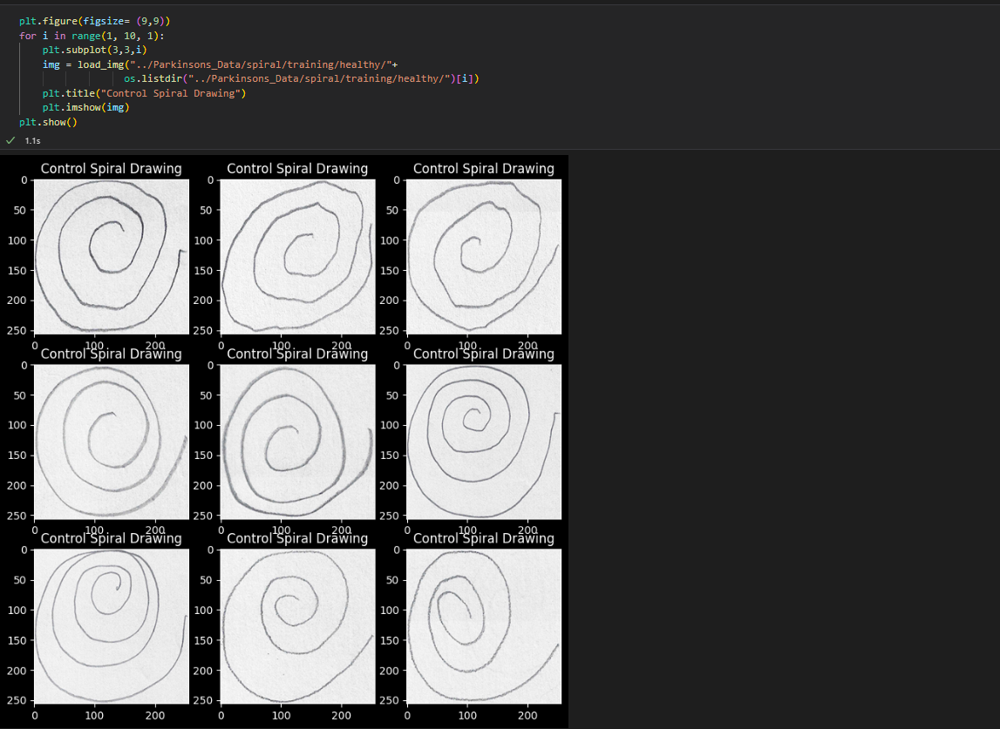 plt.figure(figsize= (9,9))
for i in range(1, 10, 1):
    plt.subplot(3,3,i)
    img = load_img("../Parkinsons_Data/spiral/training/healthy/"+
                  os.listdir("../Parkinsons_Data/spiral/training/healthy/")[i])
    plt.title("Control Spiral Drawing")
    plt.imshow(img)
plt.show()
1.1s
Control Spiral Drawing Control Spiral Drawing Control Spiral Drawing
0 0 0
50 50 50
100 100 100
150 150 150
200 200 200
250 250 250
0 100 200 0 100 200 0 100 200
Control Spiral Drawing Control Spiral Drawing Control Spiral Drawing
0 0 0
50 50 50
100 100 100
150 150 150
200 200 200
250 250 250
0 100 200 0 100 200 0 100 200
Control Spiral Drawing Control Spiral Drawing Control Spiral Drawing
0 0 0
50 50 50
100 100 100
150 150 150
200 200 200
250 250 250
0 100 200 0 100 200 0 100 200